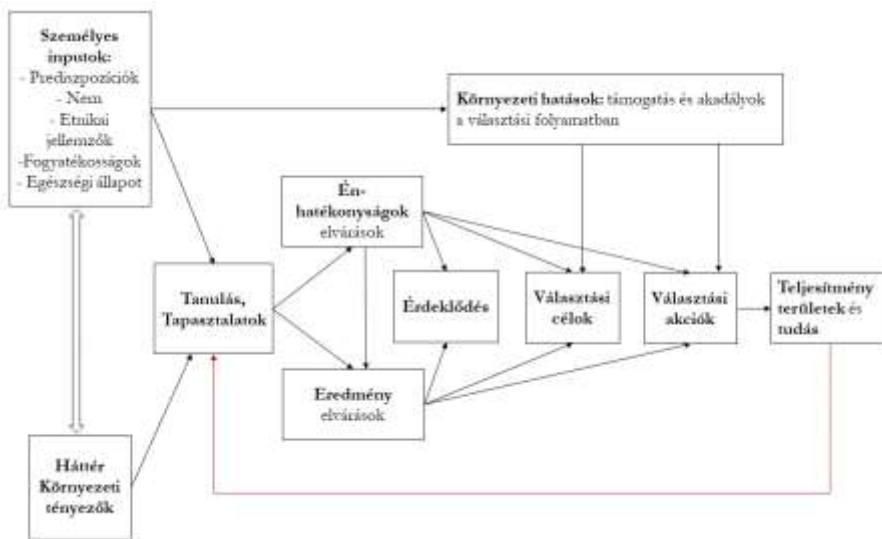 Személyes
inputok:
- Prediszpozíciók
- Nem
- Etnikai
jellemzők
-Fogyatékosságok
- Egészségi állapot
Környezeti hatások: támogatás és akadályok
a választási folyamatban
Én-
hatékonyságok
elvárások
Tanulás,
Tapasztalatok
Érdeklődés
Választási
célok
Választási
akciók
Teljesítmény
területek és
tudás
Eredmény
elvárások
Háttér
Környezeti
tényezők